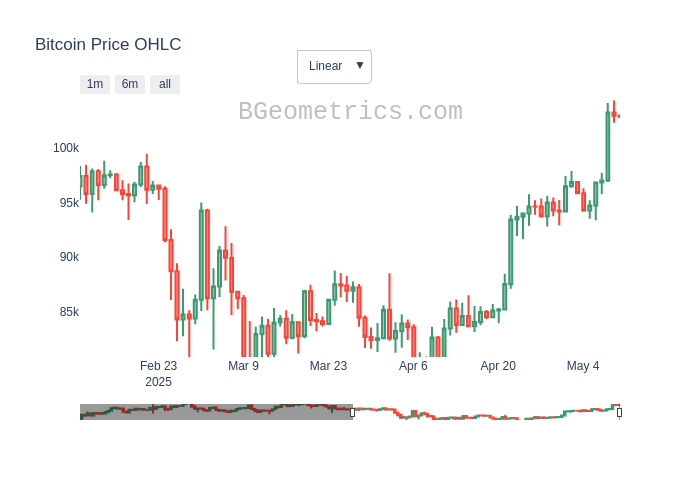 Bitcoin Price OHLC
Linear ▼
1m 6m all
BGeometrics.com
100k
95k
90k
85k
Feb 23 Mar 9 Mar 23 Apr 6 Apr 20 May 4
2025